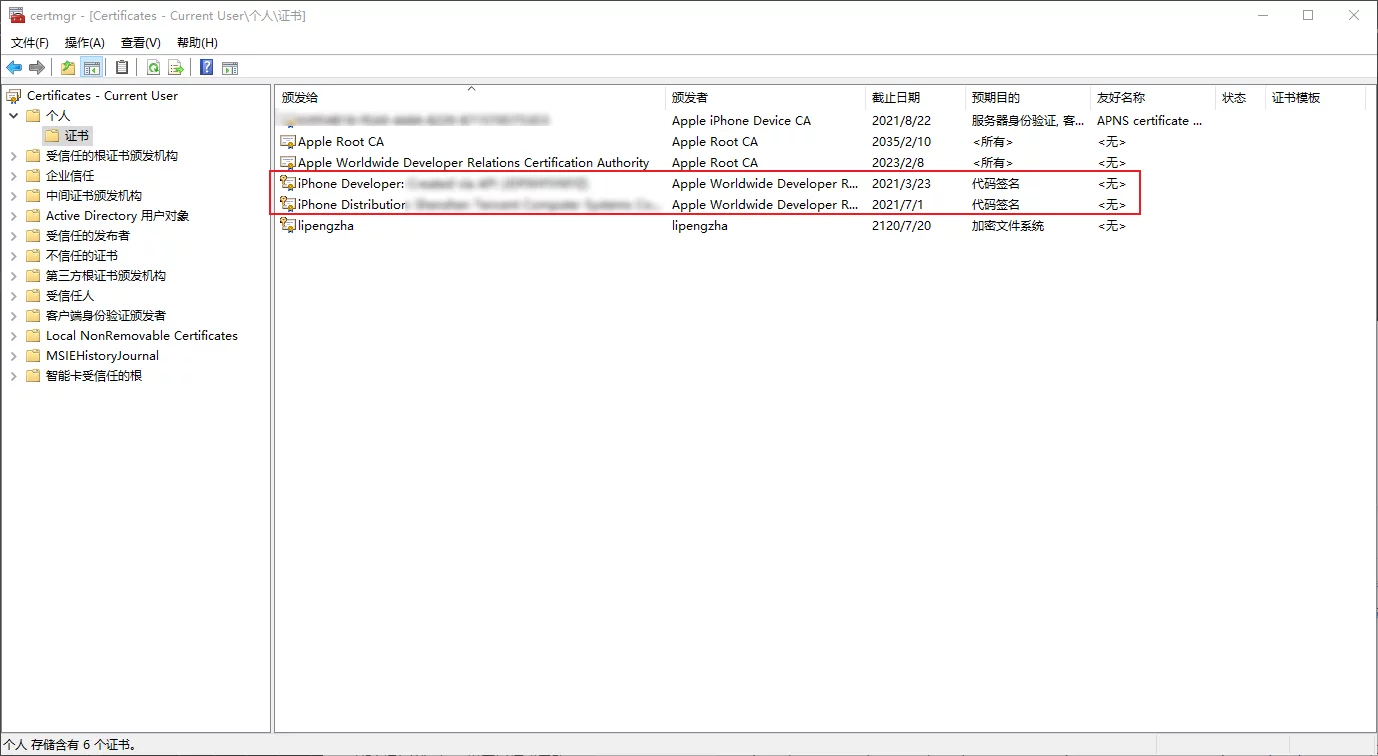 certmgr - [Certificates - Current User\个人\证书]
文件(F) 操作(A) 查看(V) 帮助(H)
Certificates - Current User
个人
证书
受信任的根证书颁发机构
企业信任
中间证书颁发机构
Active Directory 用户对象
受信任的发布者
不信任的证书
第三方根证书颁发机构
受信任人
客户端身份验证颁发者
Local NonRemovable Certificates
MSIEHistoryJournal
智能卡受信任的根
颁发给 颁发者 截止日期 预期目的 友好名称 状态 证书模板
Apple iPhone Device CA 2021/8/22 服务器身份验证, 客... APNS certificate ...
Apple Root CA Apple Root CA 2035/2/10 <所有> <无>
Apple Worldwide Developer Relations Certification Authority Apple Root CA 2023/2/8 <所有> <无>
iPhone Developer: Apple Worldwide Developer R... 2021/3/23 代码签名 <无>
iPhone Distribution Apple Worldwide Developer R... 2021/7/1 代码签名 <无>
lipengzha lipengzha 2120/7/20 加密文件系统 <无>
个人 存储含有 6 个证书。